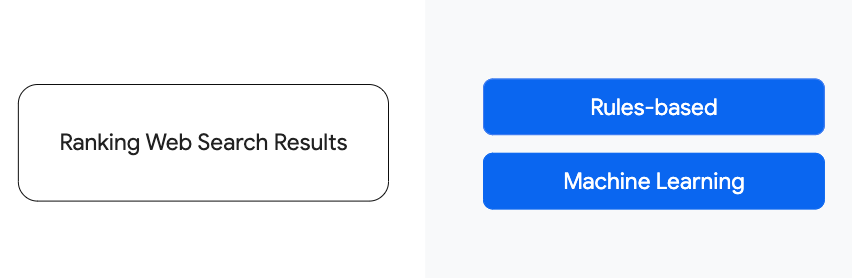 Ranking Web Search Results
Rules-based
Machine Learning